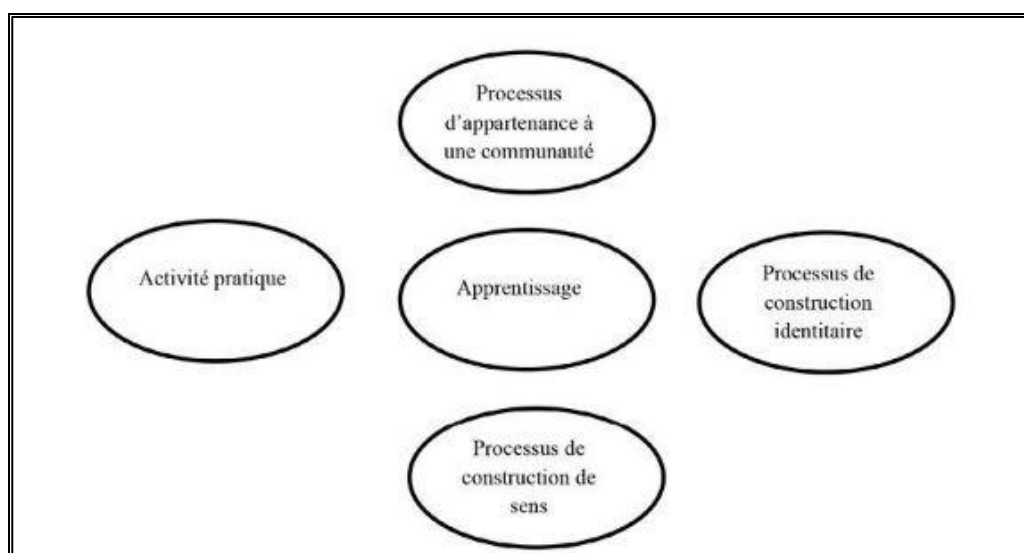 Processus
d'appartenance à
une communauté
Activité pratique
Apprentissage
Processus de
construction
identitaire
Processus de
construction de
sens